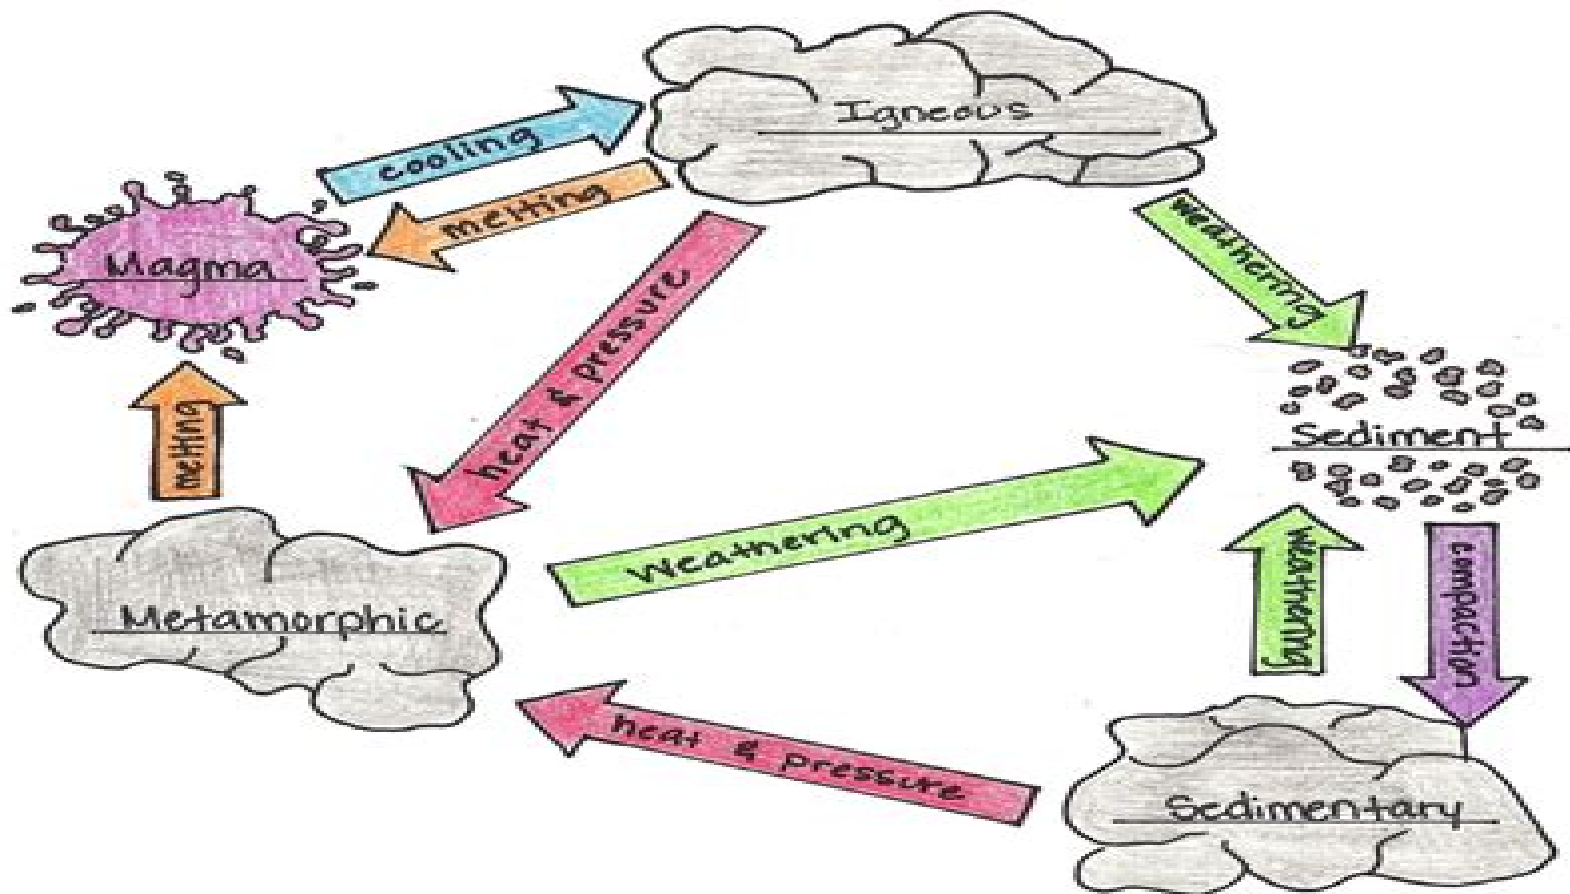 Igneous
cooling
melting
weathering
Magma
heat & pressure
melting
Sediment
Weathering
weathering
compaction
Metamorphic
heat & pressure
Sedimentary